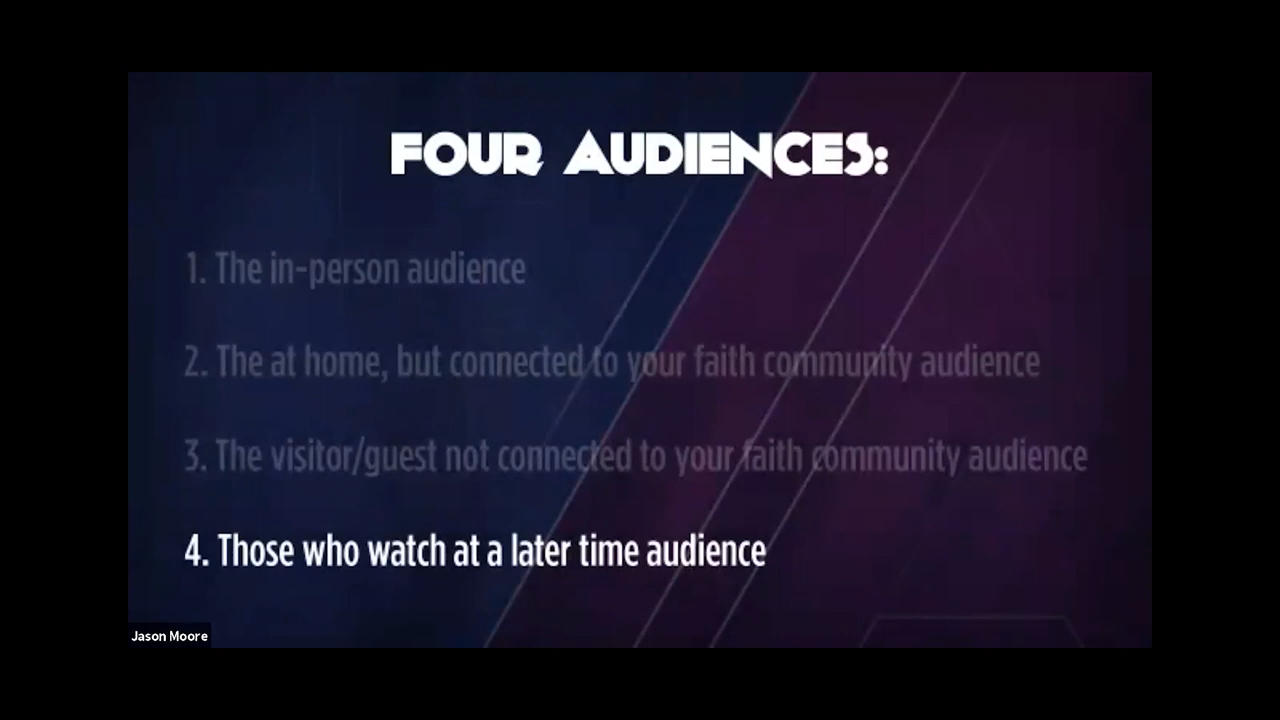 FOUR AUDIENCES:
1. The in-person audience
2. The at home, but connected to your faith community audience
3. The visitor/guest not connected to your faith community audience
4. Those who watch at a later time audience
Jason Moore